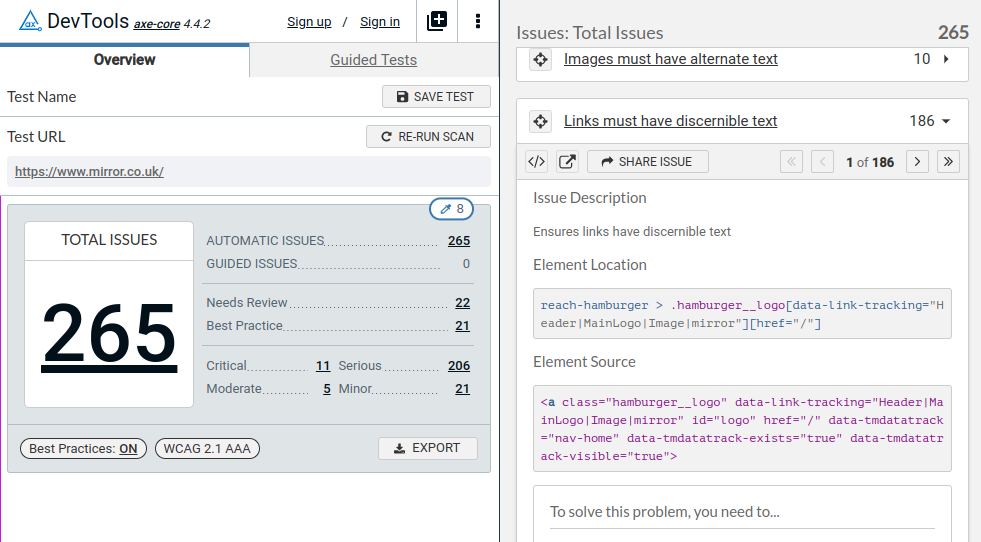 DevTools axe-core 4.4.2
Sign up / Sign in
Overview
Guided Tests
Test Name
SAVE TEST
Test URL
RE-RUN SCAN
https://www.mirror.co.uk/
8
TOTAL ISSUES
265
AUTOMATIC ISSUES 265
GUIDED ISSUES 0
Needs Review 22
Best Practice 21
Critical 11 Serious 206
Moderate 5 Minor 21
Best Practices: ON
WCAG 2.1 AAA
EXPORT
Issues: Total Issues 265
Images must have alternate text 10
Links must have discernible text 186
</> SHARE ISSUE « < 1 of 186 > »
Issue Description
Ensures links have discernible text
Element Location
reach-hamburger > .hamburger__logo[data-link-tracking="H
eader|MainLogo|Image|mirror"][href="/"]
Element Source
<a class="hamburger__logo" data-link-tracking="Header|Ma
inLogo|Image|mirror" id="logo" href="/" data-tmdatatrack
="nav-home" data-tmdatatrack-exists="true" data-tmdatatr
ack-visible="true">
To solve this problem, you need to...